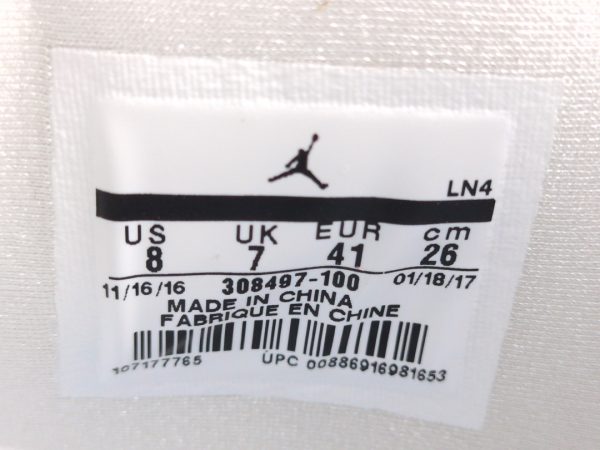 LN4
US UK EUR cm
8 7 41 26
11/16/16 308497-100 01/18/17
MADE IN CHINA
FABRIQUE EN CHINE
UPC 00886916981653